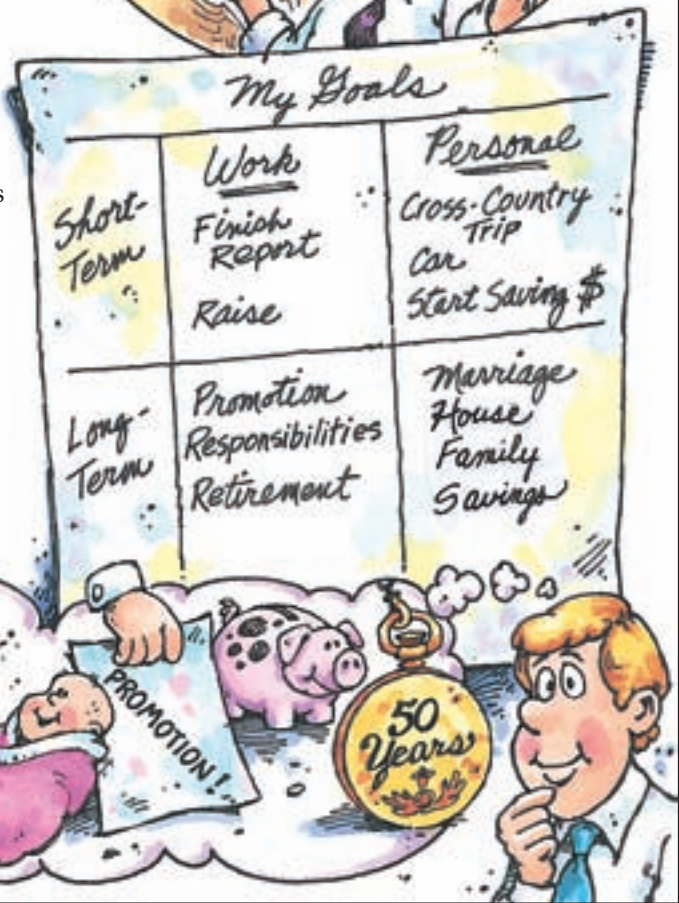 s
My Goals
Work
Personal
Short-
Term
Finish
Report
Raise
Cross-Country
Trip
Car
Start Saving $
Long-
Term
Promotion
Responsibilities
Retirement
Marriage
House
Family
Savings
PROMOTION!
50
Years